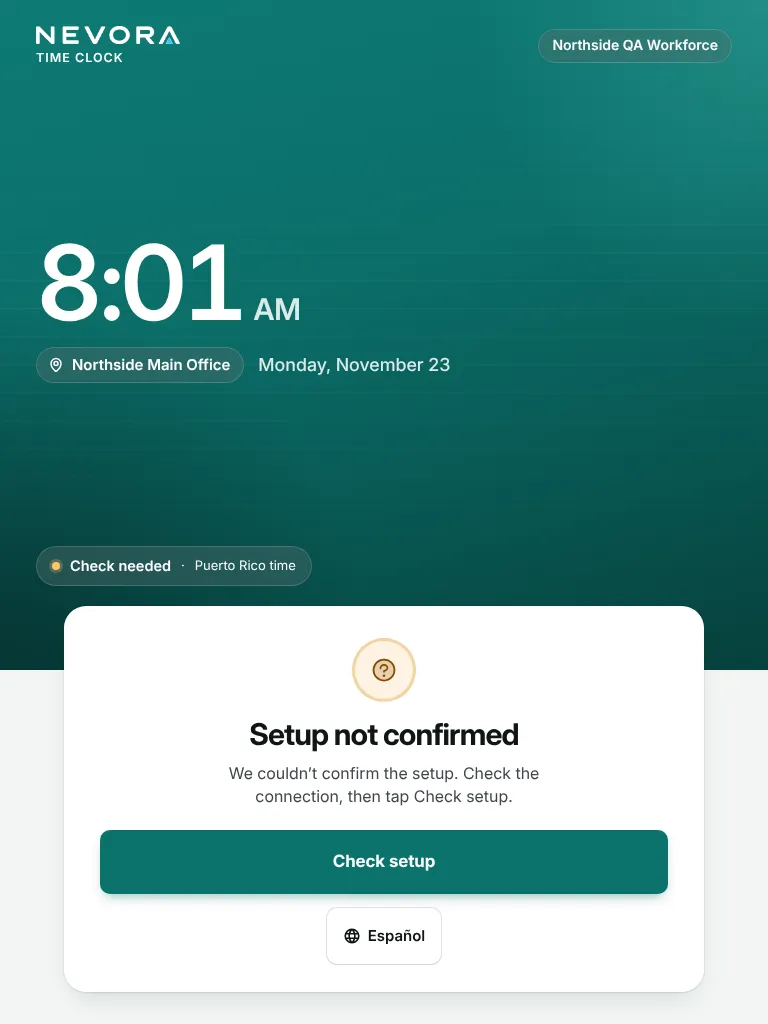 NEVORA
TIME CLOCK
Northside QA Workforce
8:01 AM
Northside Main Office
Monday, November 23
Check needed · Puerto Rico time
Setup not confirmed
We couldn’t confirm the setup. Check the
connection, then tap Check setup.
Check setup
Español